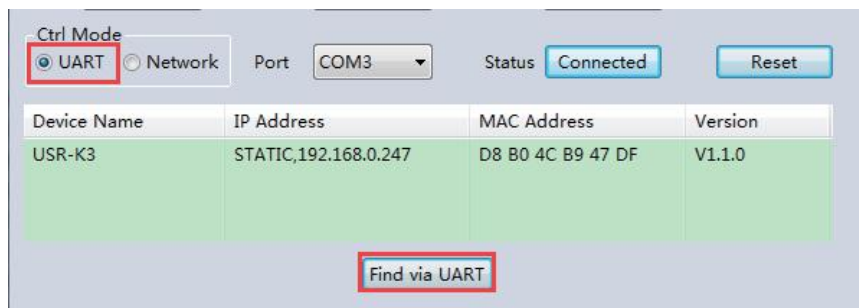 Ctrl Mode
UART Network Port COM3 Status Connected Reset
Device Name IP Address MAC Address Version
USR-K3 STATIC,192.168.0.247 D8 B0 4C B9 47 DF V1.1.0
Find via UART